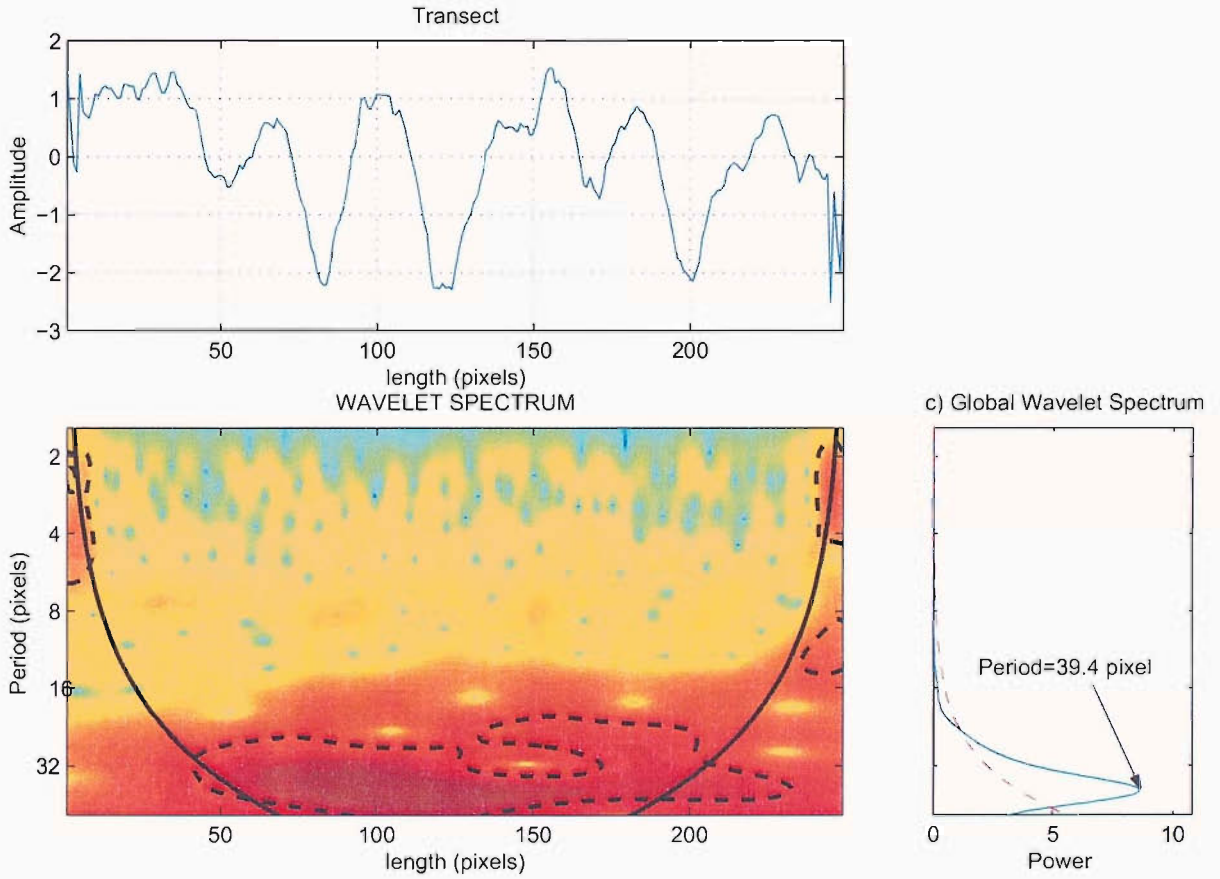 Transect
2
1
0
−1
−2
−3
Amplitude
50
100
150
200
length (pixels)
WAVELET SPECTRUM
2
4
8
16
32
Period (pixels)
50
100
150
200
length (pixels)
c) Global Wavelet Spectrum
Period=39.4 pixel
0
5
10
Power